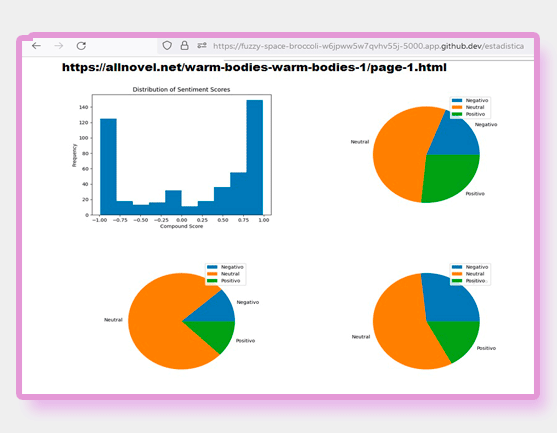 https://fuzzy-space-broccoli-w6jpww5w7qvhv55j-5000.app.github.dev/estadistica
https://allnovel.net/warm-bodies-warm-bodies-1/page-1.html
Distribution of Sentiment Scores
Frequency
140
120
100
80
60
40
20
0
−1.00 −0.75 −0.50 −0.25 0.00 0.25 0.50 0.75 1.00
Compound Score
Negativo
Neutral
Positivo
Negativo
Neutral
Positivo
Negativo
Neutral
Positivo
Negativo
Neutral
Positivo
Negativo
Neutral
Positivo
Neutral
Positivo